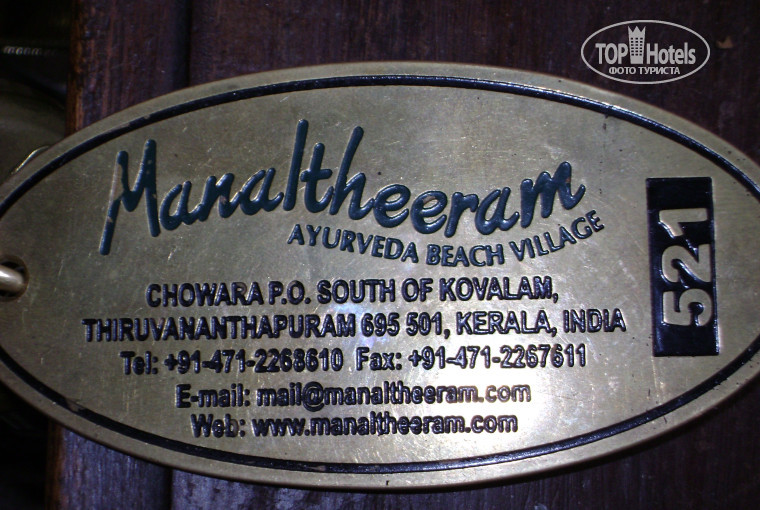 TOP Hotels
ФОТО ТУРИСТА
Manaltheeram
AYURVEDA BEACH VILLAGE
521
CHOWARA P.O. SOUTH OF KOVALAM,
THIRUVANANTHAPURAM 695 501, KERALA, INDIA
Tel: +91-471-2268610 Fax: +91-471-2267611
E-mail: mail@manaltheeram.com
Web: www.manaltheeram.com